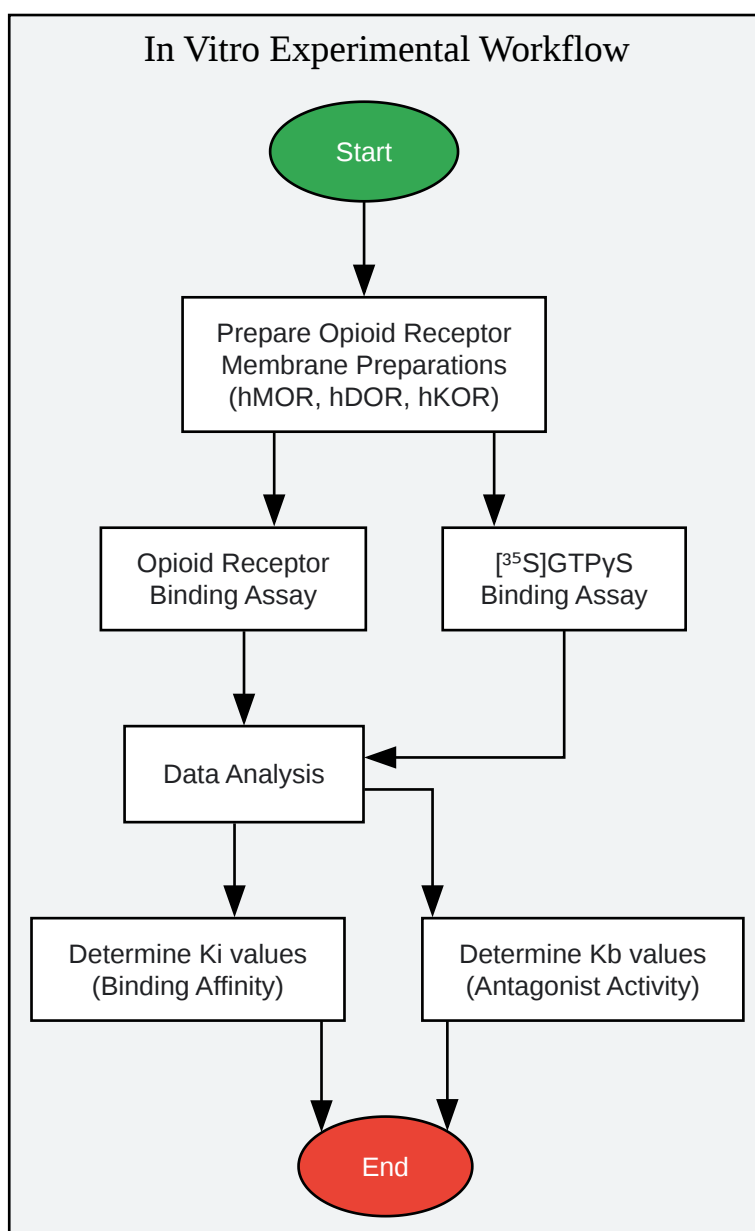 In Vitro Experimental Workflow
Start
Prepare Opioid Receptor
Membrane Preparations
(hMOR, hDOR, hKOR)
Opioid Receptor
Binding Assay
[³⁵S]GTPγS
Binding Assay
Data Analysis
Determine Ki values
(Binding Affinity)
Determine Kb values
(Antagonist Activity)
End